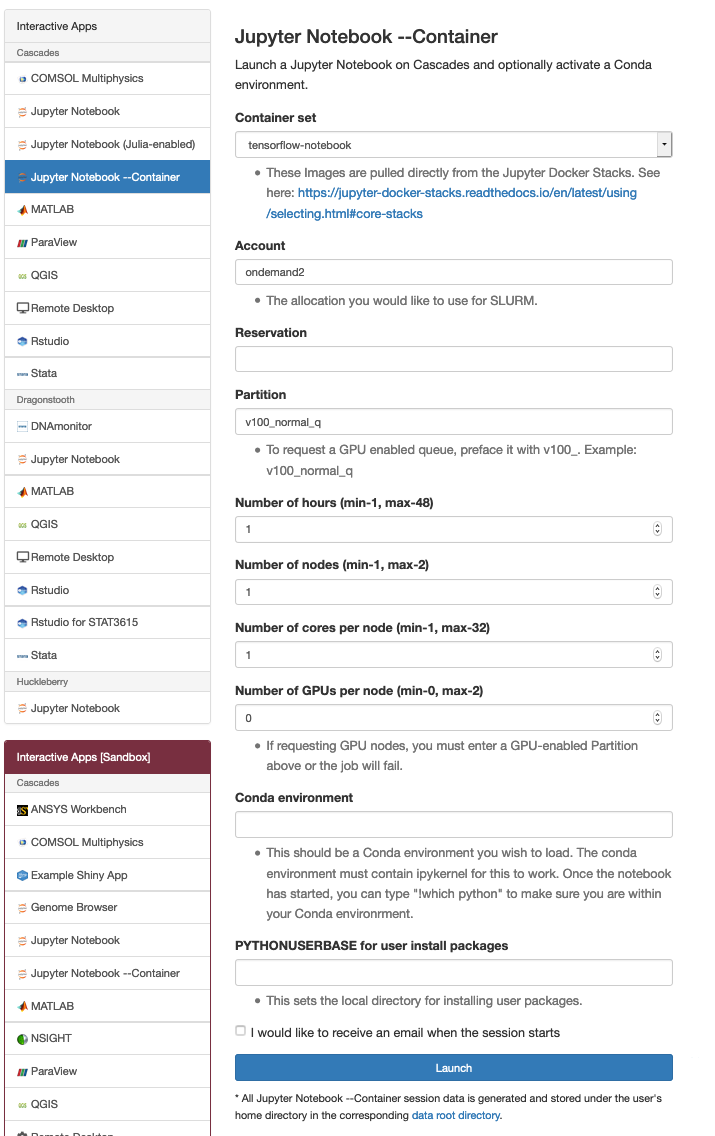 Interactive Apps
Cascades
COMSOL Multiphysics
Jupyter Notebook
Jupyter Notebook (Julia-enabled)
Jupyter Notebook --Container
MATLAB
ParaView
QGIS
Remote Desktop
Rstudio
Stata
Dragonstooth
DNAmonitor
Jupyter Notebook
MATLAB
QGIS
Remote Desktop
Rstudio
Rstudio for STAT3615
Stata
Huckleberry
Jupyter Notebook
Interactive Apps [Sandbox]
Cascades
ANSYS Workbench
COMSOL Multiphysics
Example Shiny App
Genome Browser
Jupyter Notebook
Jupyter Notebook --Container
MATLAB
NSIGHT
ParaView
QGIS
Remote Desktop
Jupyter Notebook --Container
Launch a Jupyter Notebook on Cascades and optionally activate a Conda
environment.
Container set
tensorflow-notebook
• These Images are pulled directly from the Jupyter Docker Stacks. See
here: https://jupyter-docker-stacks.readthedocs.io/en/latest/using
/selecting.html#core-stacks
Account
ondemand2
• The allocation you would like to use for SLURM.
Reservation
Partition
v100_normal_q
• To request a GPU enabled queue, preface it with v100_. Example:
v100_normal_q
Number of hours (min-1, max-48)
1
Number of nodes (min-1, max-2)
1
Number of cores per node (min-1, max-32)
1
Number of GPUs per node (min-0, max-2)
0
• If requesting GPU nodes, you must enter a GPU-enabled Partition
above or the job will fail.
Conda environment
• This should be a Conda environment you wish to load. The conda
environment must contain ipykernel for this to work. Once the notebook
has started, you can type "!which python" to make sure you are within
your Conda environrment.
PYTHONUSERBASE for user install packages
• This sets the local directory for installing user packages.
I would like to receive an email when the session starts
Launch
* All Jupyter Notebook --Container session data is generated and stored under the user's
home directory in the corresponding data root directory.